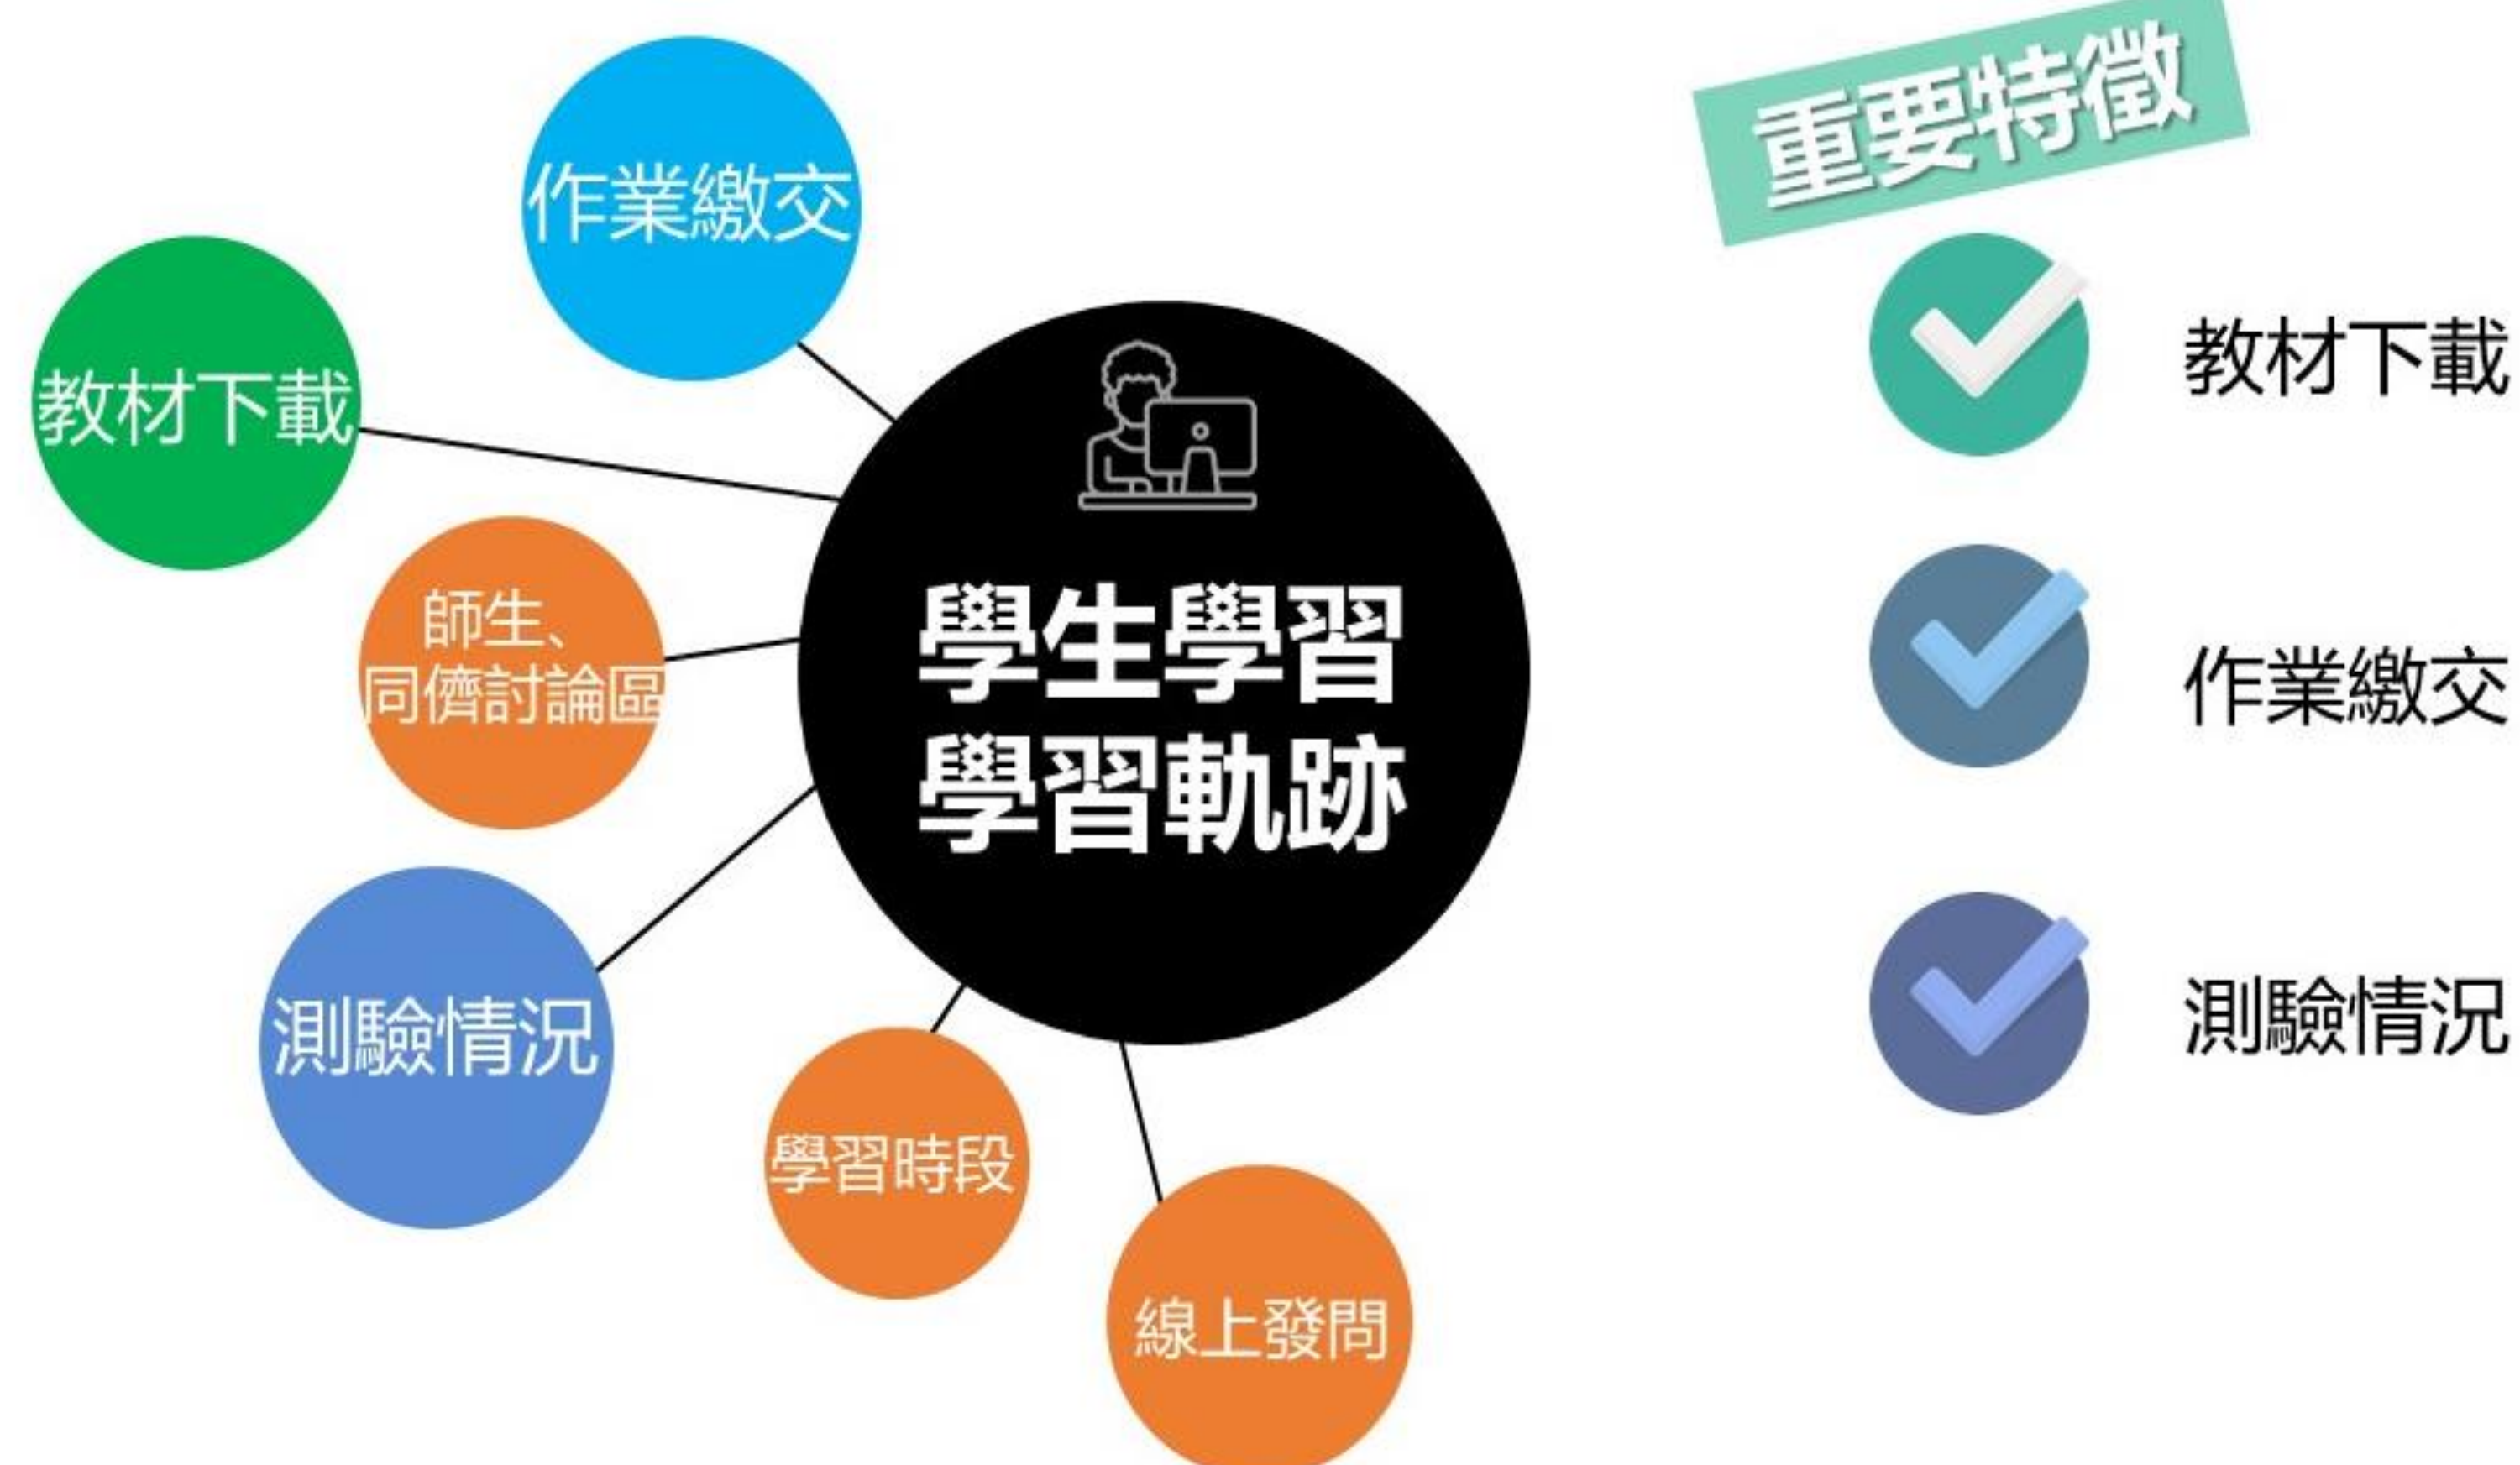 重要特徵
作業繳交
教材下載
師生、
同儕討論區
測驗情況
學習時段
線上發問
學生學習
學習軌跡
教材下載
作業繳交
測驗情況